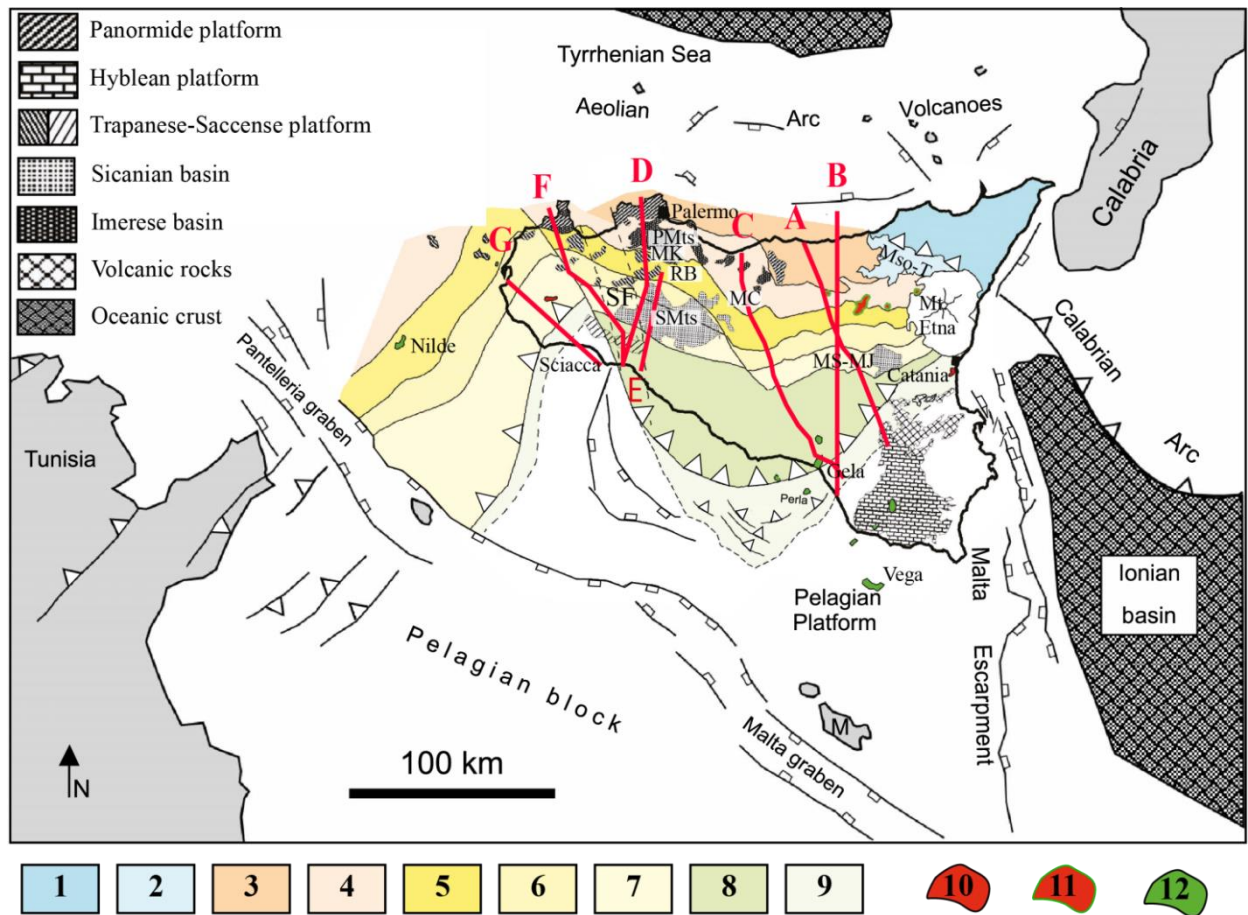 Panormide platform
Hyblean platform
Trapanese-Saccense platform
Sicanian basin
Imerese basin
Volcanic rocks
Oceanic crust
Tyrrhenian Sea
Aeolian
Arc
Volcanoes
Calabria
F
D
B
G
C
A
Palermo
PMts
MK
RB
Mso-T
SF
MC
Mt.
Etna
SMts
Nilde
Sciacca
MS-MJ
Catania
Calabrian
Arc
Pantelleria graben
Tunisia
E
Gela
Perla
Vega
Pelagian
Platform
Malta
Escarpment
Ionian
basin
Pelagian block
M
Malta graben
100 km
N
1 2 3 4 5 6 7 8 9 10 11 12